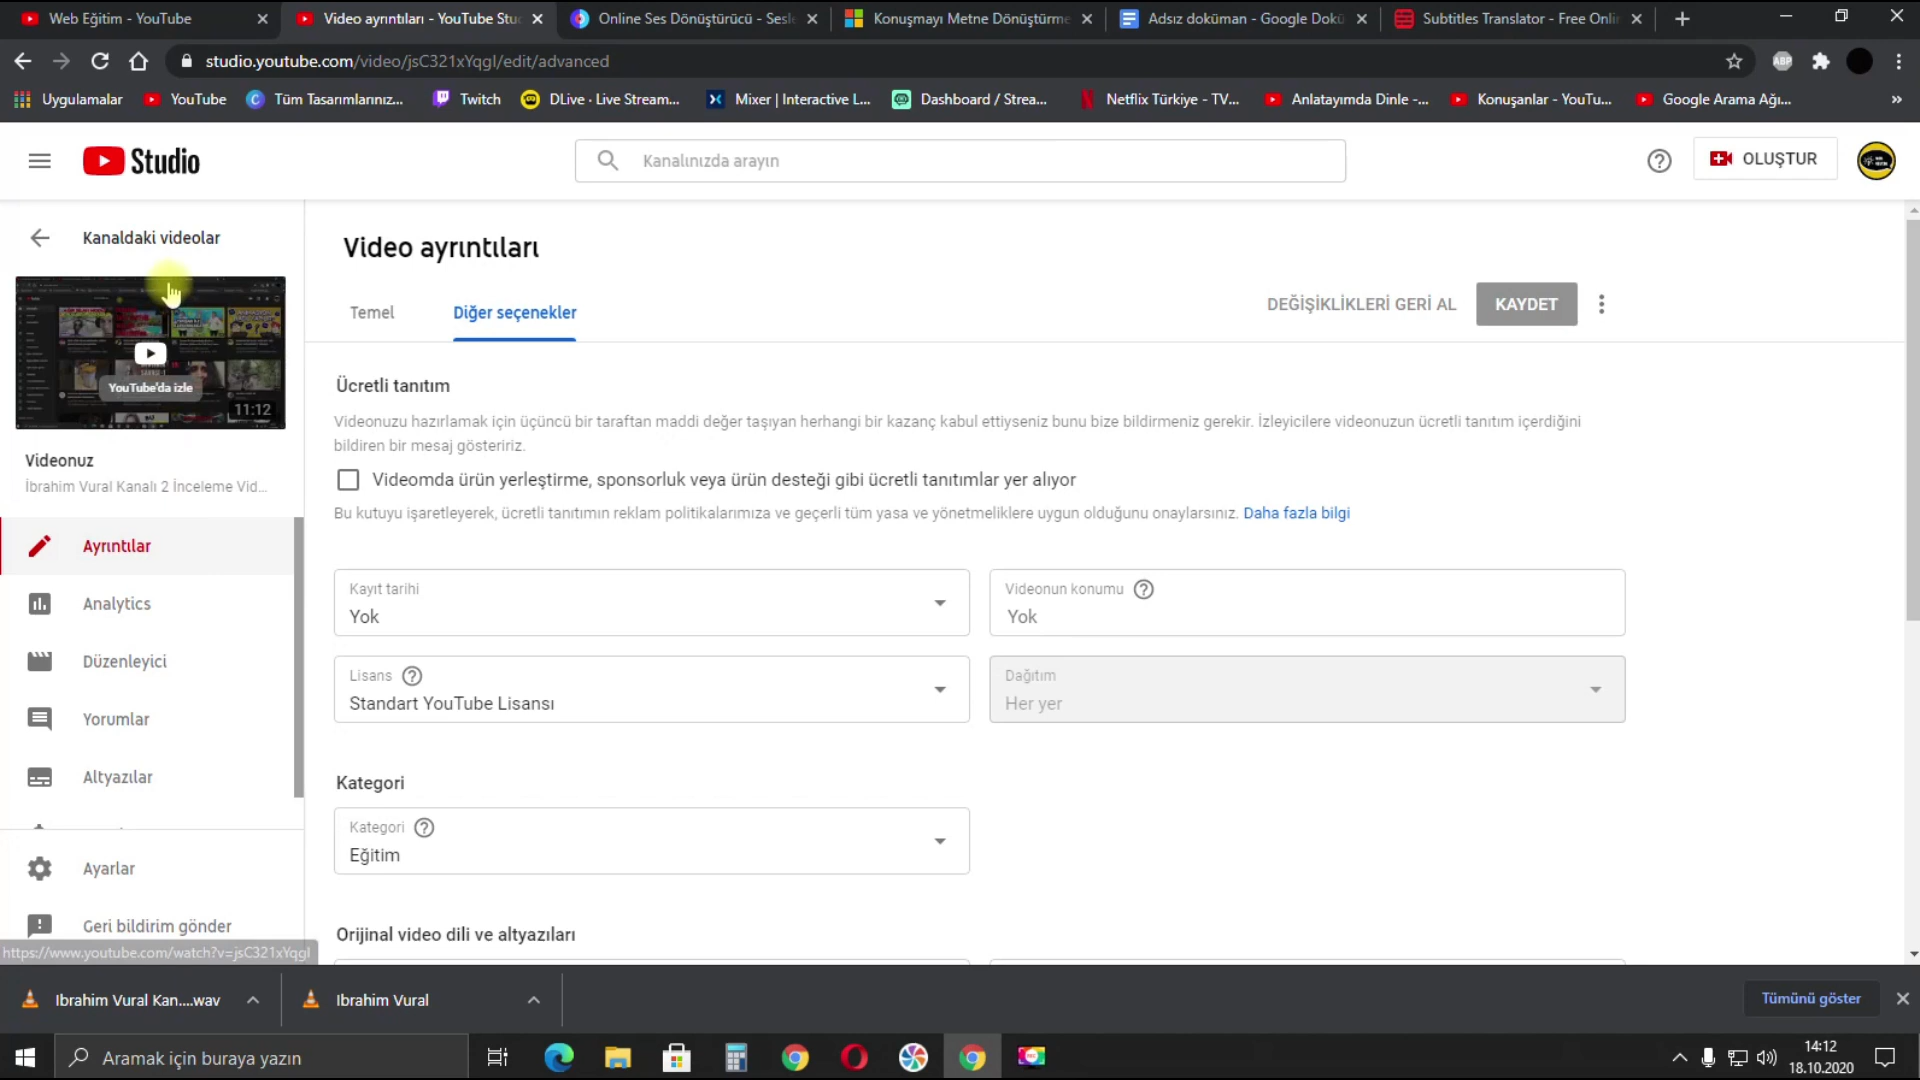 Web Eğitim - YouTube
Video ayrıntıları - YouTube Stu
Online Ses Dönüştürücü - Sesle
Konuşmayı Metne Dönüştürme
Adsız doküman - Google Dokü
Subtitles Translator - Free Onli
studio.youtube.com/video/jsC321xYqgI/edit/advanced
ABP
Uygulamalar
YouTube
Tüm Tasarımlarınız...
Twitch
DLive · Live Stream...
Mixer | Interactive L...
Dashboard / Strea...
Netflix Türkiye - TV...
Anlatayımda Dinle -...
Konuşanlar - YouTu...
Google Arama Ağı...
Studio
Kanalınızda arayın
OLUŞTUR
Kanaldaki videolar
YouTube'da izle
11:12
Videonuz
İbrahim Vural Kanalı 2 İnceleme Vid...
Ayrıntılar
Analytics
Düzenleyici
Yorumlar
Altyazılar
Ayarlar
Geri bildirim gönder
https://www.youtube.com/watch?v=jsC321xYqgI
Video ayrıntıları
Temel
Diğer seçenekler
DEĞİŞİKLİKLERİ GERİ AL
KAYDET
Ücretli tanıtım
Videonuzu hazırlamak için üçüncü bir taraftan maddi değer taşıyan herhangi bir kazanç kabul ettiyseniz bunu bize bildirmeniz gerekir. İzleyicilere videonuzun ücretli tanıtım içerdiğini
bildiren bir mesaj gösteririz.
Videomda ürün yerleştirme, sponsorluk veya ürün desteği gibi ücretli tanıtımlar yer alıyor
Bu kutuyu işaretleyerek, ücretli tanıtımın reklam politikalarımıza ve geçerli tüm yasa ve yönetmeliklere uygun olduğunu onaylarsınız. Daha fazla bilgi
Kayıt tarihi
Yok
Videonun konumu
Yok
Lisans
Standart YouTube Lisansı
Dağıtım
Her yer
Kategori
Kategori
Eğitim
Orijinal video dili ve altyazıları
Ibrahim Vural Kan....wav
Ibrahim Vural
Tümünü göster
Aramak için buraya yazın
14:12
18.10.2020